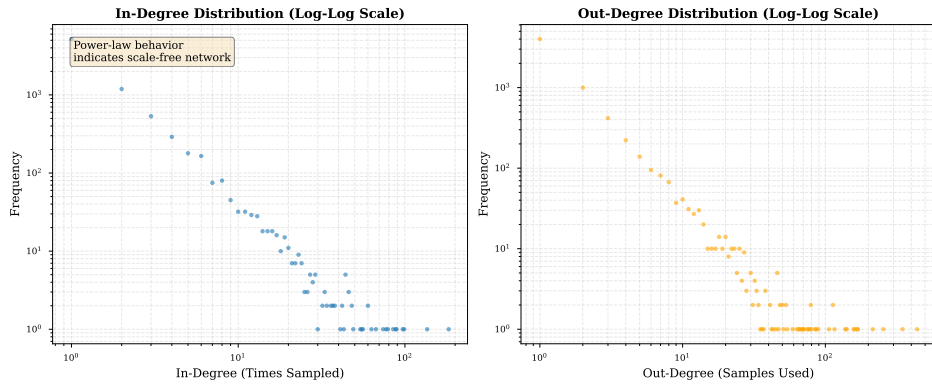 In-Degree Distribution (Log-Log Scale)
Power-law behavior
indicates scale-free network
Frequency
10³
10²
10¹
10⁰
10⁰ 10¹ 10²
In-Degree (Times Sampled)
Out-Degree Distribution (Log-Log Scale)
Frequency
10³
10²
10¹
10⁰
10⁰ 10¹ 10²
Out-Degree (Samples Used)